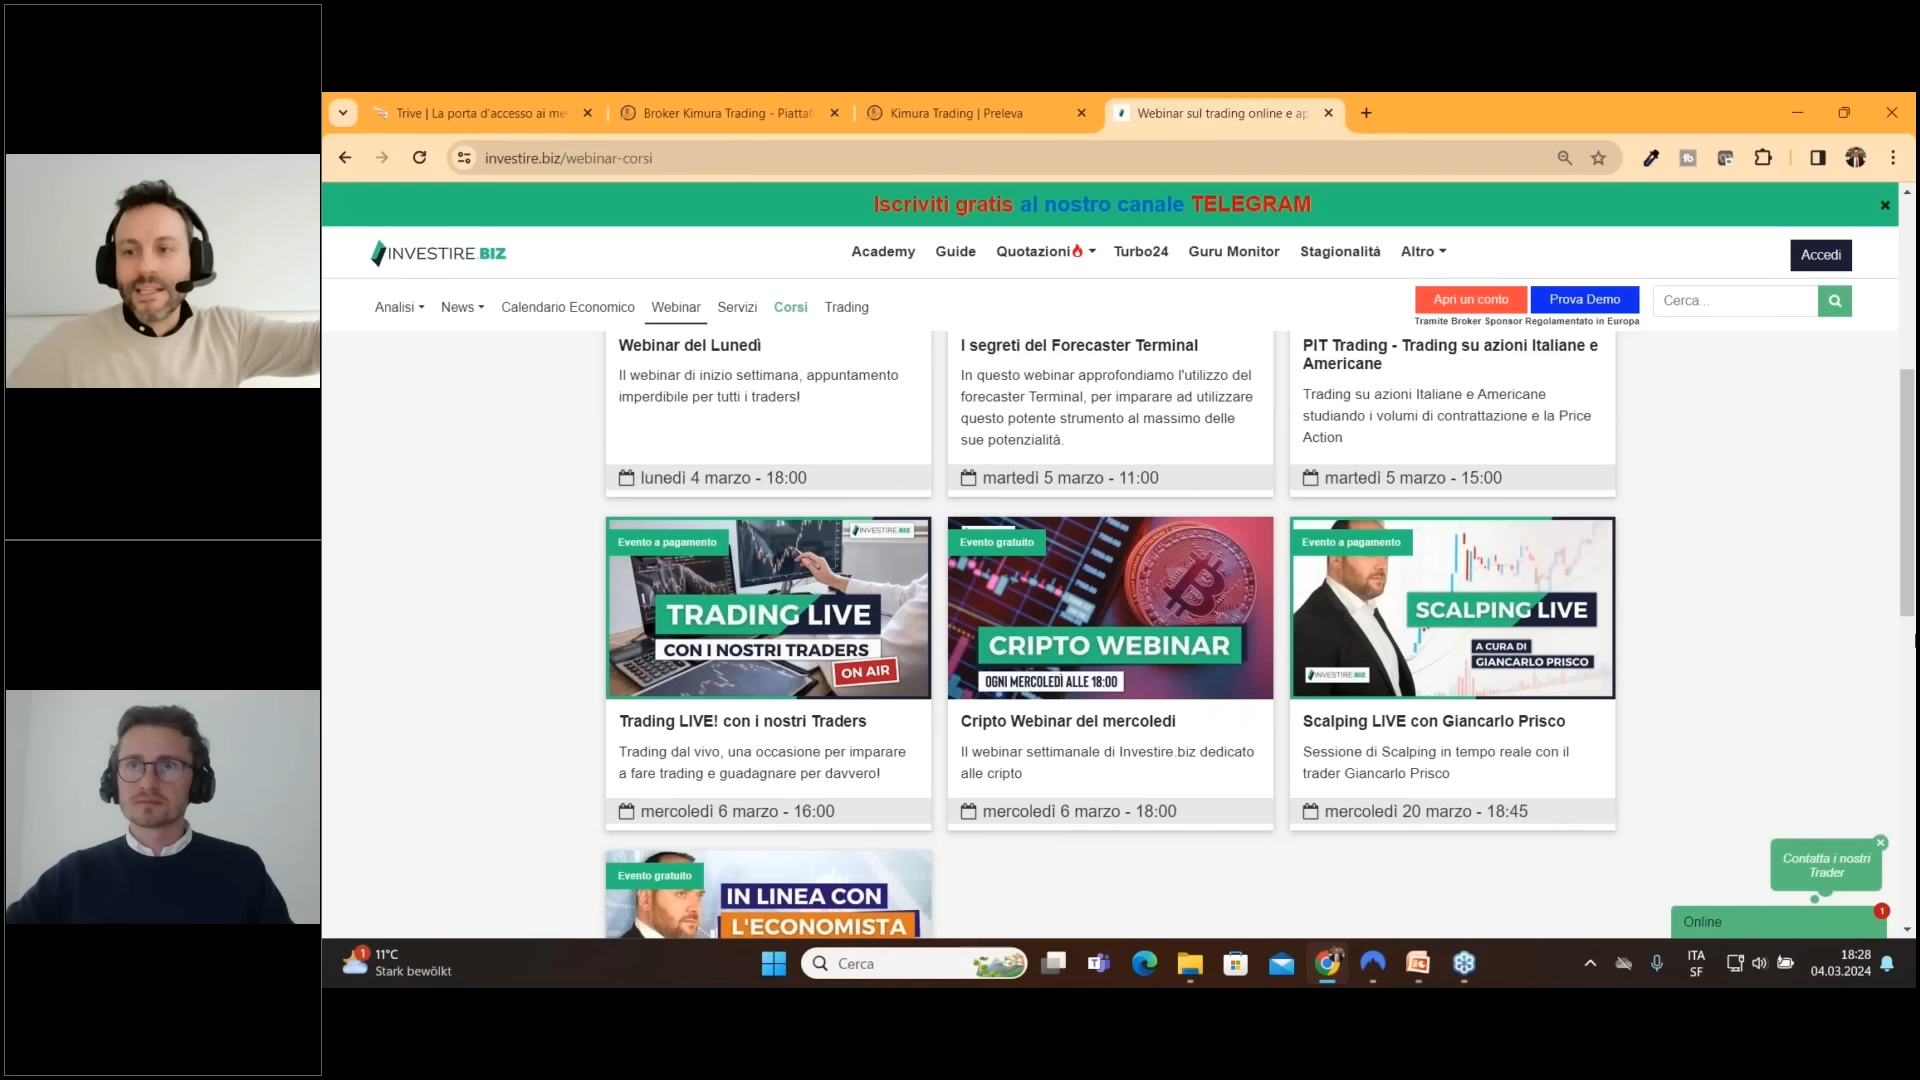 Trive | La porta d'accesso ai me
Broker Kimura Trading - Piattaf
Kimura Trading | Preleva
Webinar sul trading online e ap
investire.biz/webinar-corsi
Iscriviti gratis al nostro canale TELEGRAM
INVESTIRE.BIZ
Academy
Guide
Quotazioni
Turbo24
Guru Monitor
Stagionalità
Altro
Accedi
Analisi
News
Calendario Economico
Webinar
Servizi
Corsi
Trading
Apri un conto
Prova Demo
Cerca...
Tramite Broker Sponsor Regolamentato in Europa
Webinar del Lunedì
Il webinar di inizio settimana, appuntamento
imperdibile per tutti i traders!
lunedì 4 marzo - 18:00
I segreti del Forecaster Terminal
In questo webinar approfondiamo l'utilizzo del
forecaster Terminal, per imparare ad utilizzare
questo potente strumento al massimo delle
sue potenzialità.
martedì 5 marzo - 11:00
PIT Trading - Trading su azioni Italiane e
Americane
Trading su azioni Italiane e Americane
studiando i volumi di contrattazione e la Price
Action
martedì 5 marzo - 15:00
Evento a pagamento
INVESTIRE.BIZ
TRADING LIVE
CON I NOSTRI TRADERS
ON AIR
Trading LIVE! con i nostri Traders
Trading dal vivo, una occasione per imparare
a fare trading e guadagnare per davvero!
mercoledì 6 marzo - 16:00
Evento gratuito
CRIPTO WEBINAR
OGNI MERCOLEDÌ ALLE 18:00
Cripto Webinar del mercoledi
Il webinar settimanale di Investire.biz dedicato
alle cripto
mercoledì 6 marzo - 18:00
Evento a pagamento
SCALPING LIVE
A CURA DI
GIANCARLO PRISCO
INVESTIRE.BIZ
Scalping LIVE con Giancarlo Prisco
Sessione di Scalping in tempo reale con il
trader Giancarlo Prisco
mercoledì 20 marzo - 18:45
Evento gratuito
IN LINEA CON
L'ECONOMISTA
Contatta i nostri
Trader
Online
1
1
11°C
Stark bewölkt
Cerca
ITA
SF
18:28
04.03.2024